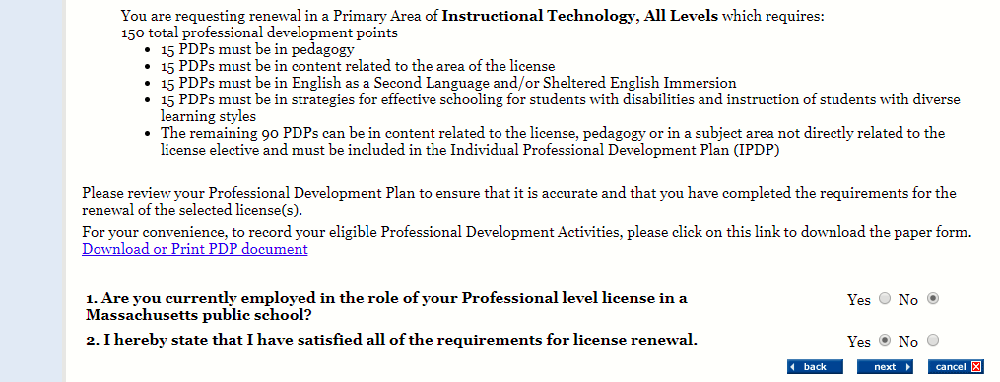 You are requesting renewal in a Primary Area of Instructional Technology, All Levels which requires:
150 total professional development points
• 15 PDPs must be in pedagogy
• 15 PDPs must be in content related to the area of the license
• 15 PDPs must be in English as a Second Language and/or Sheltered English Immersion
• 15 PDPs must be in strategies for effective schooling for students with disabilities and instruction of students with diverse
learning styles
• The remaining 90 PDPs can be in content related to the license, pedagogy or in a subject area not directly related to the
license elective and must be included in the Individual Professional Development Plan (IPDP)
Please review your Professional Development Plan to ensure that it is accurate and that you have completed the requirements for the
renewal of the selected license(s).
For your convenience, to record your eligible Professional Development Activities, please click on this link to download the paper form.
Download or Print PDP document
1. Are you currently employed in the role of your Professional level license in a Yes No
Massachusetts public school?
2. I hereby state that I have satisfied all of the requirements for license renewal. Yes No
back next cancel